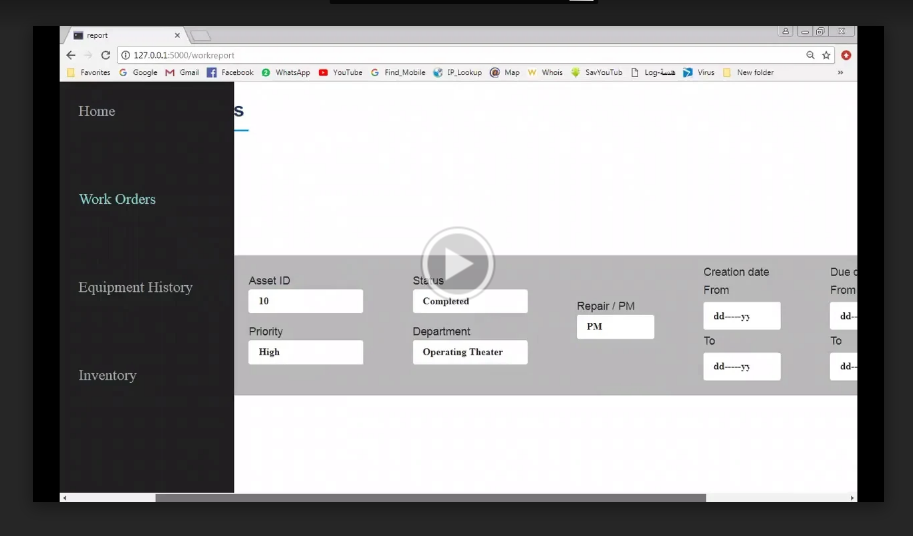 report
127.0.0.1:5000/workreport
Favorites Google Gmail Facebook WhatsApp YouTube Find_Mobile IP_Lookup Map Whois SavYouTub Log-همسة Virus New folder »
Home
S
Work Orders
Equipment History
Inventory
Asset ID
10
Priority
High
Status
Completed
Department
Operating Theater
Repair / PM
PM
Creation date
From
dd-----yy
To
dd-----yy
Due
From
dd--
To
dd--